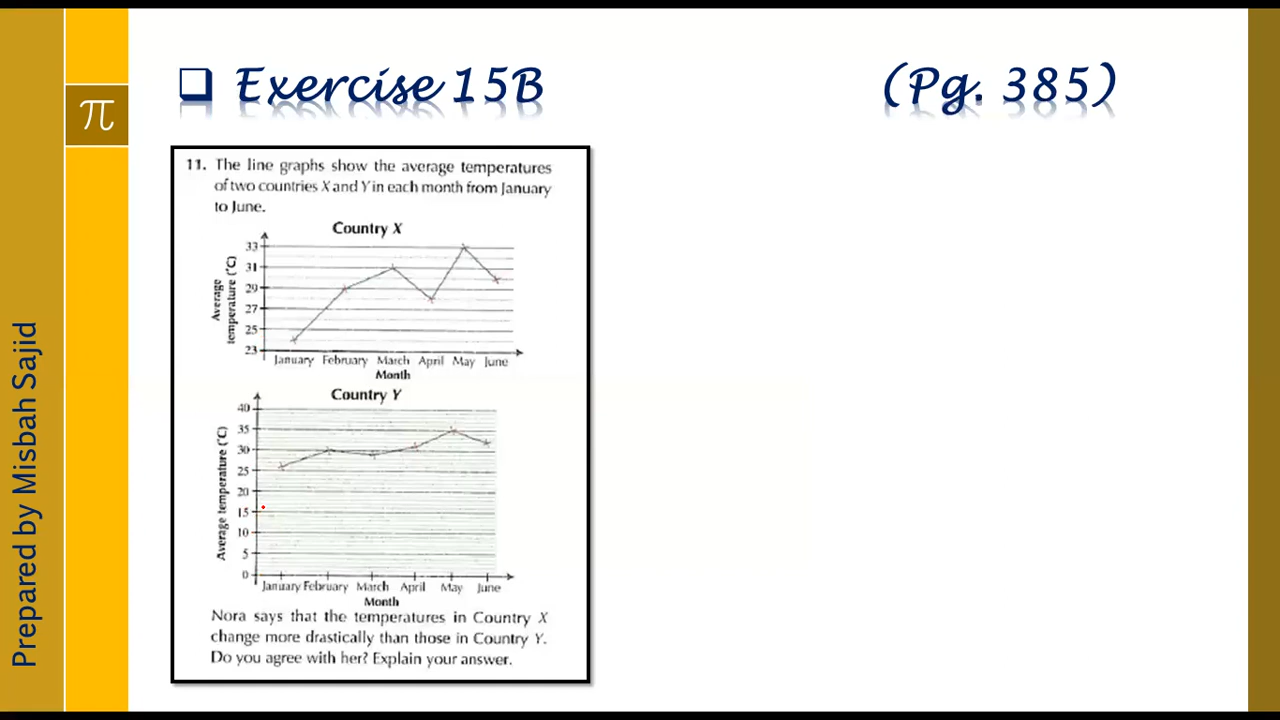 Exercise 15B (Pg. 385)
π
Prepared by Misbah Sajid
11. The line graphs show the average temperatures
of two countries X and Y in each month from January
to June.
Country X
Average
temperature (°C)
33
31
29
27
25
23
January February March April May June
Month
Country Y
Average temperature (°C)
40
35
30
25
20
15
10
5
0
January February March April May June
Month
Nora says that the temperatures in Country X
change more drastically than those in Country Y.
Do you agree with her? Explain your answer.